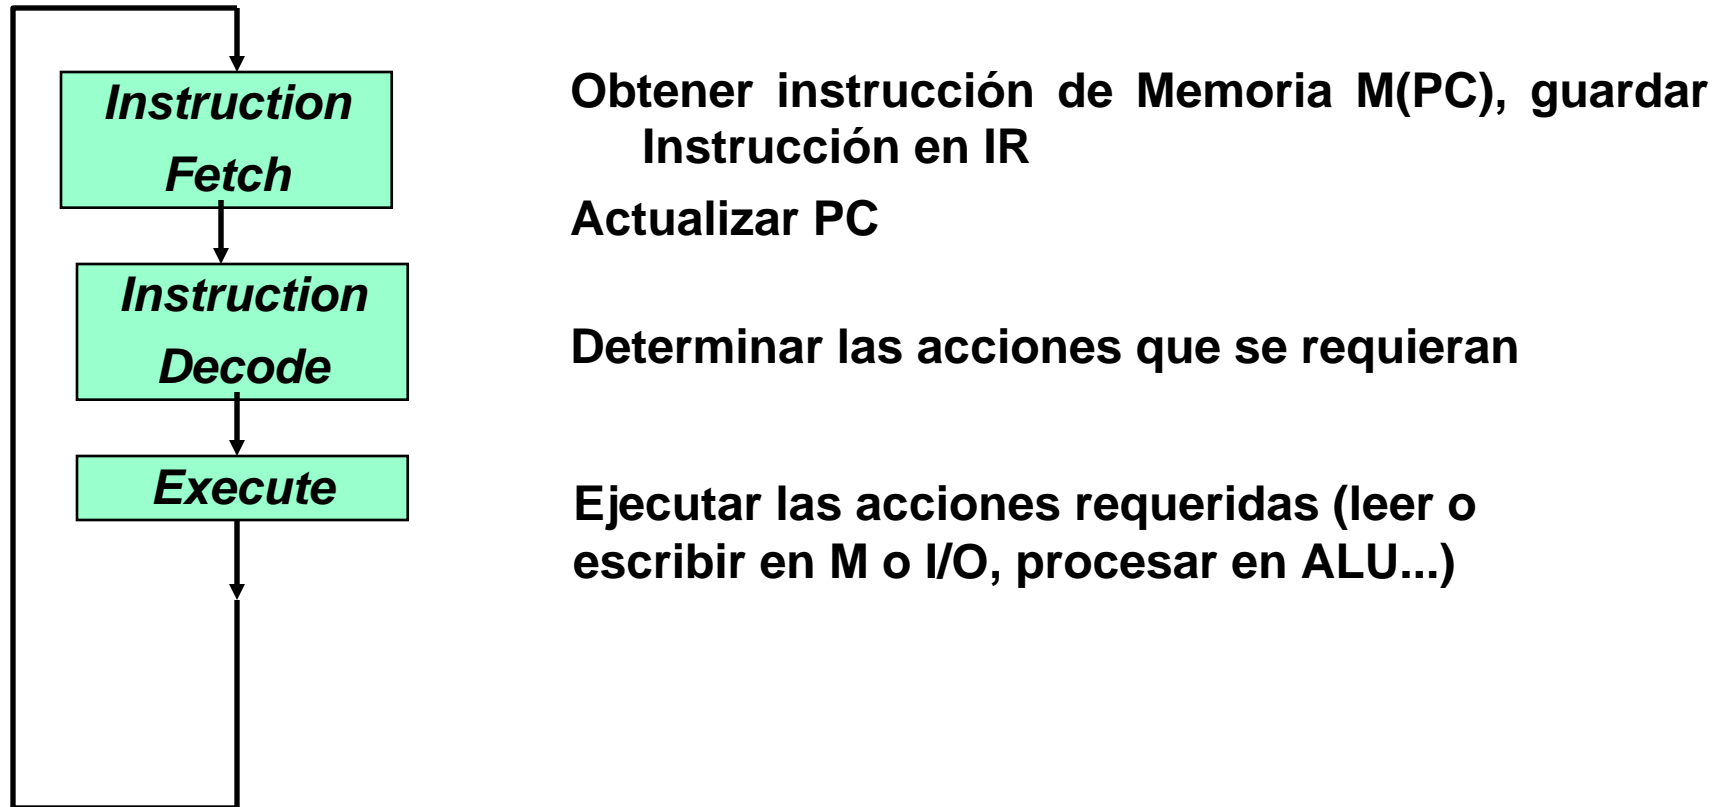 Instruction
Fetch
Obtener instrucción de Memoria M(PC), guardar
Instrucción en IR
Actualizar PC
Instruction
Decode
Determinar las acciones que se requieran
Execute
Ejecutar las acciones requeridas (leer o
escribir en M o I/O, procesar en ALU...)